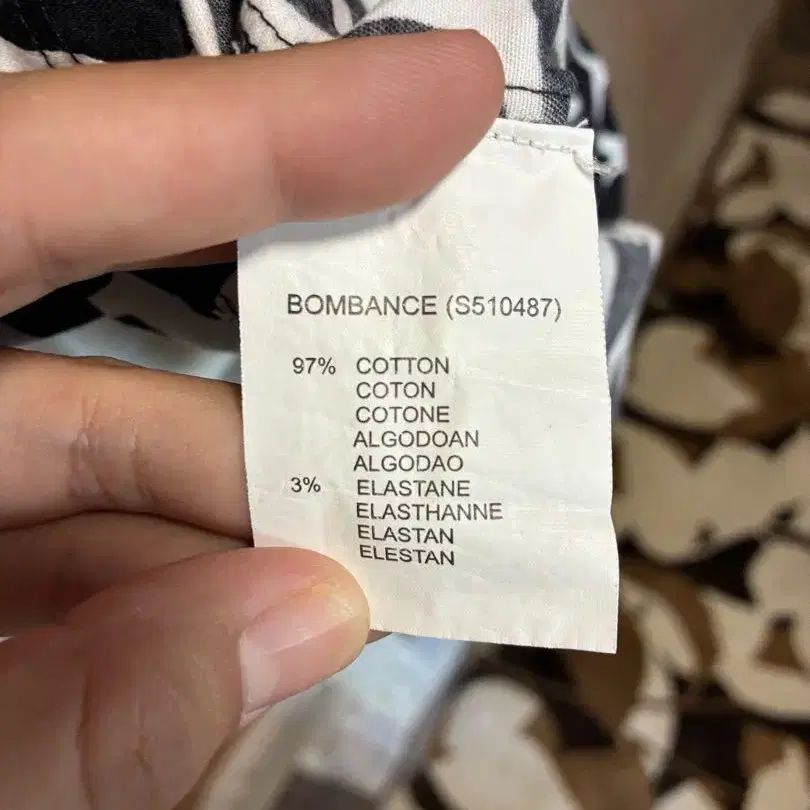 BOMBANCE (S510487)
97% COTTON
COTON
COTONE
ALGODOAN
ALGODAO
3% ELASTANE
ELASTHANNE
ELASTAN
ELESTAN